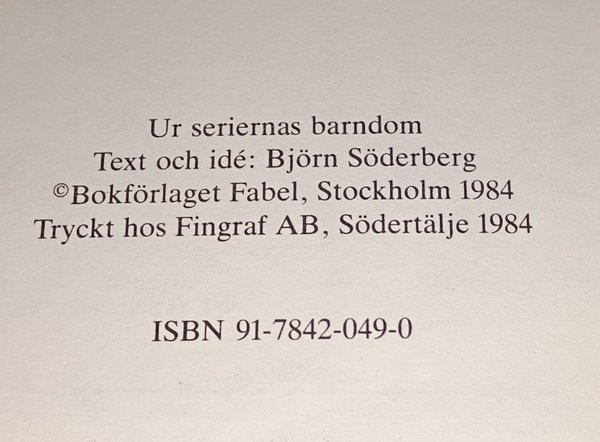 Ur seriernas barndom
Text och idé: Björn Söderberg
©Bokförlaget Fabel, Stockholm 1984
Tryckt hos Fingraf AB, Södertälje 1984
ISBN 91-7842-049-0